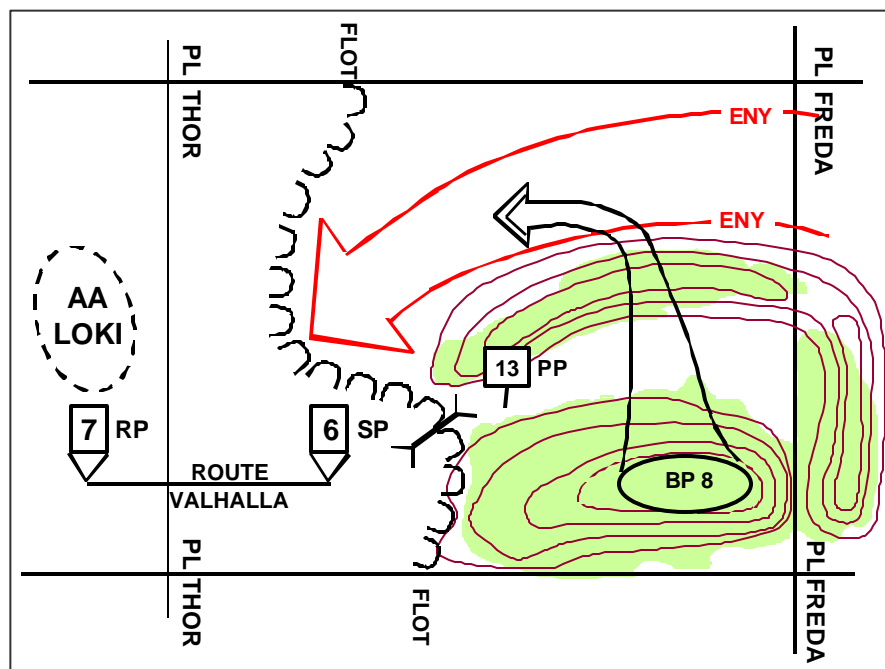 FLOT
PL THOR
PL FREDA
ENY
ENY
AA
LOKI
13 PP
7 RP
6 SP
ROUTE
VALHALLA
BP 8
PL THOR
FLOT
PL FREDA